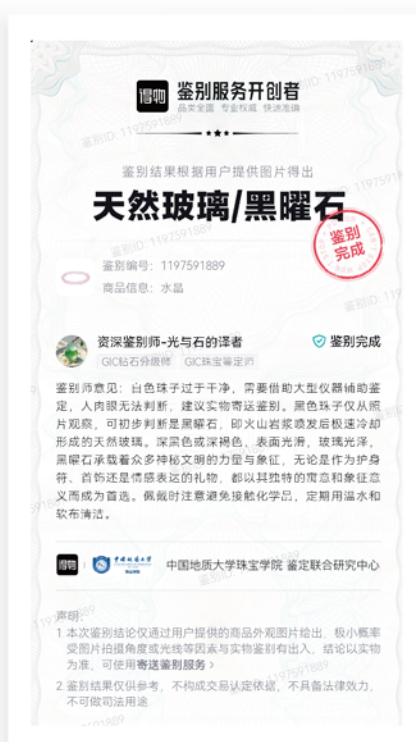 得物 鉴别服务开创者
品类全面 专业权威 快速准确
鉴别结果根据用户提供图片得出
天然玻璃/黑曜石
鉴别
完成
鉴别编号: 1197591889
商品信息: 水晶
资深鉴别师-光与石的译者
鉴别完成
GIC钻石分级师 GIC珠宝鉴定师
鉴别师意见: 白色珠子过于干净, 需要借助大型仪器辅助鉴
定, 人肉眼无法判断, 建议实物寄送鉴别。黑色珠子仅从照
片观察, 可初步判断是黑曜石, 即火山岩浆喷发后极速冷却
形成的天然玻璃。深黑色或深褐色、表面光滑, 玻璃光泽,
黑曜石承载着众多神秘文明的力量与象征, 无论是作为护身
符、首饰还是情感表达的礼物, 都以其独特的寓意和象征意
义而成为首选。佩戴时注意避免接触化学品, 定期用温水和
软布清洁。
得物 中国地质大学 中国地质大学珠宝学院 鉴定联合研究中心
声明:
1.本次鉴别结论仅通过用户提供的商品外观图片给出, 极小概率
受图片拍摄角度或光线等因素与实物鉴别有出入, 结论以实物
为准, 可使用寄送鉴别服务 >
2.鉴别结果仅供参考, 不构成交易认定依据, 不具备法律效力,
不可做司法用途
鉴别ID: 1197591889